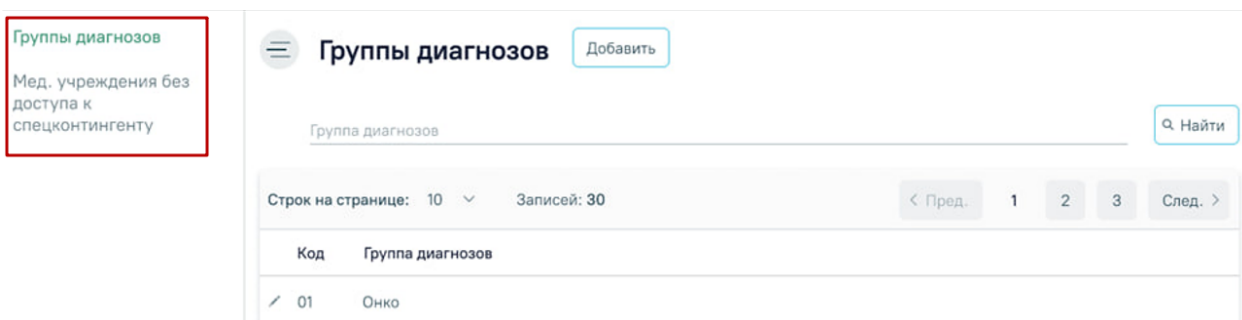 Группы диагнозов
Мед. учреждения без
доступа к
спецконтингенту
Группы диагнозов
Добавить
Группа диагнозов
Найти
Строк на странице: 10 Записей: 30 < Пред. 1 2 3 След. >
Код Группа диагнозов
01 Онко